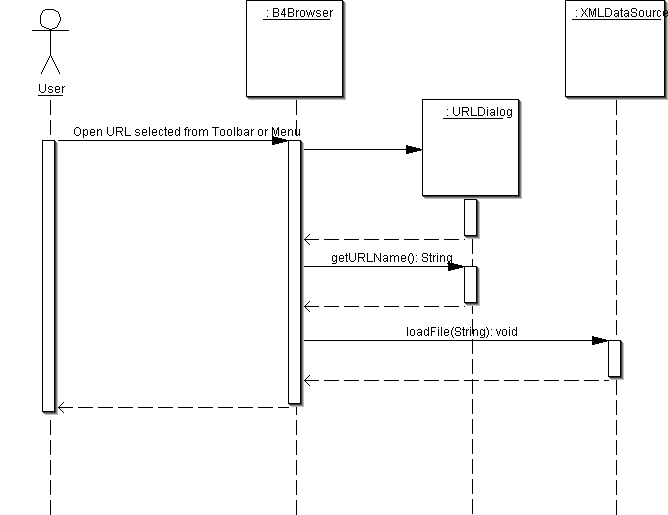 : B4Browser
: XMLDataSource
User
: URLDialog
Open URL selected from Toolbar or Menu
getURLName(): String
loadFile(String): void